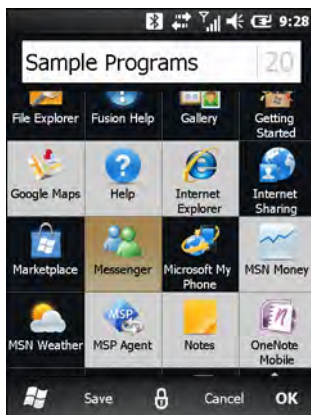 9:28
Sample Programs 20
File Explorer Fusion Help Gallery Getting
Started
Google Maps Help Internet
Explorer Internet
Sharing
Marketplace Messenger Microsoft My
Phone MSN Money
MSN Weather MSP
MSP Agent Notes OneNote
Mobile
Save Cancel OK